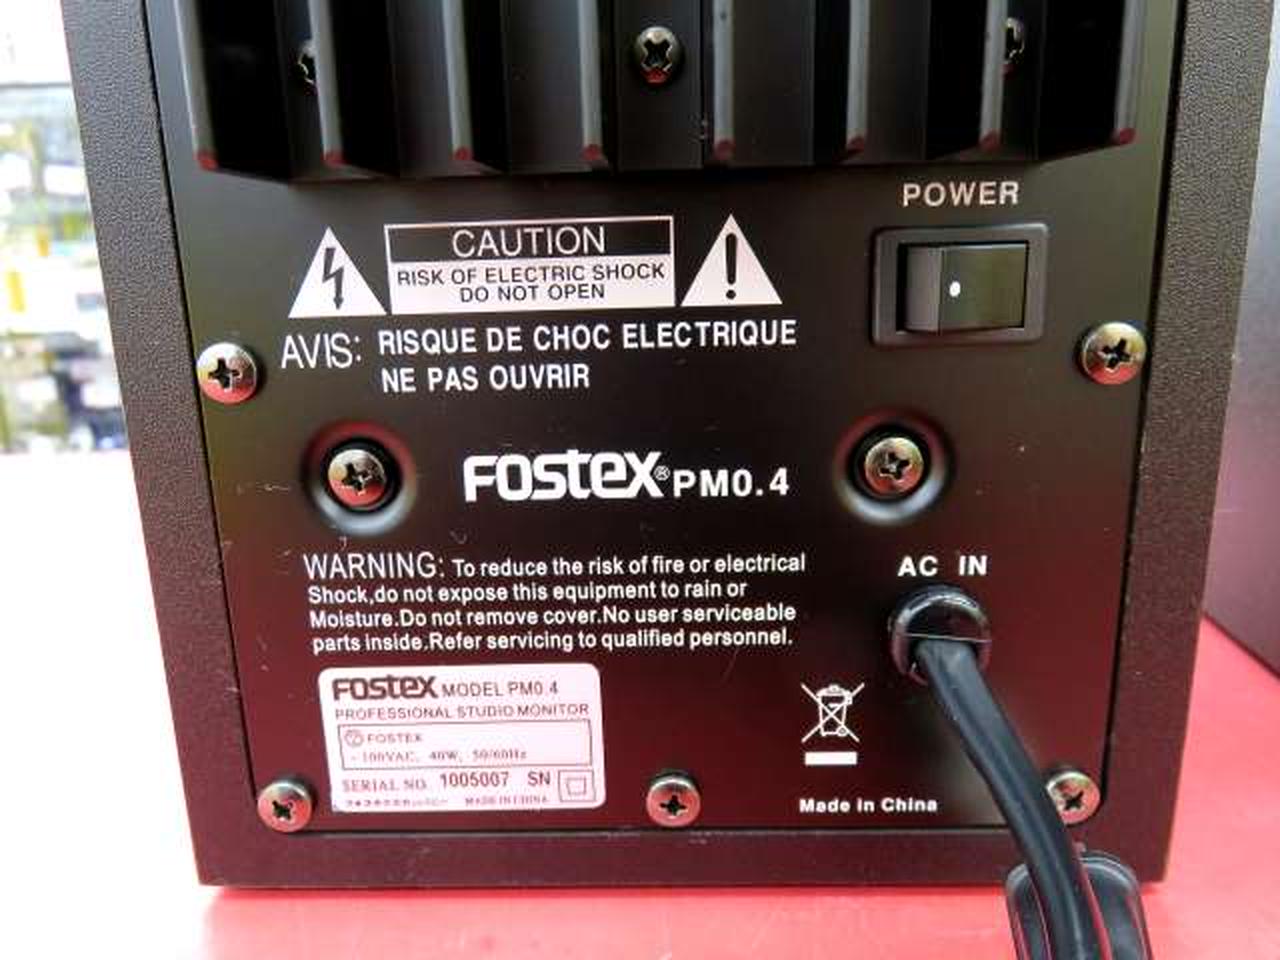 POWER
CAUTION
RISK OF ELECTRIC SHOCK
DO NOT OPEN
AVIS: RISQUE DE CHOC ELECTRIQUE
NE PAS OUVRIR
FOSTEX® PM0.4
WARNING: To reduce the risk of fire or electrical
Shock,do not expose this equipment to rain or
Moisture.Do not remove cover.No user serviceable
parts inside.Refer servicing to qualified personnel.
AC IN
FOSTEX MODEL PM0.4
PROFESSIONAL STUDIO MONITOR
FOSTEX
~100VAC, 40W, 50/60Hz
SERIAL NO. 1005007 SN
MADE IN CHINA
Made in China